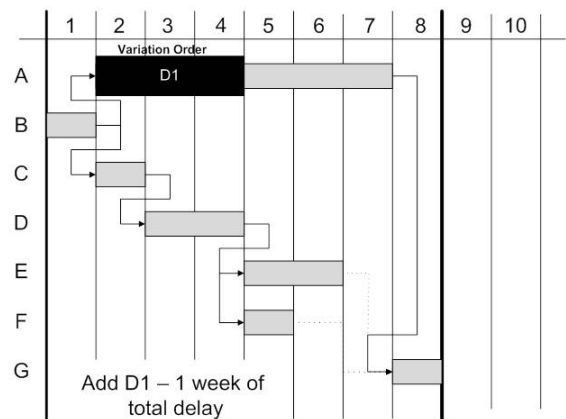 1 2 3 4 5 6 7 8 9 10
Variation Order
A D1
B
C
D
E
F
G
Add D1 – 1 week of
total delay